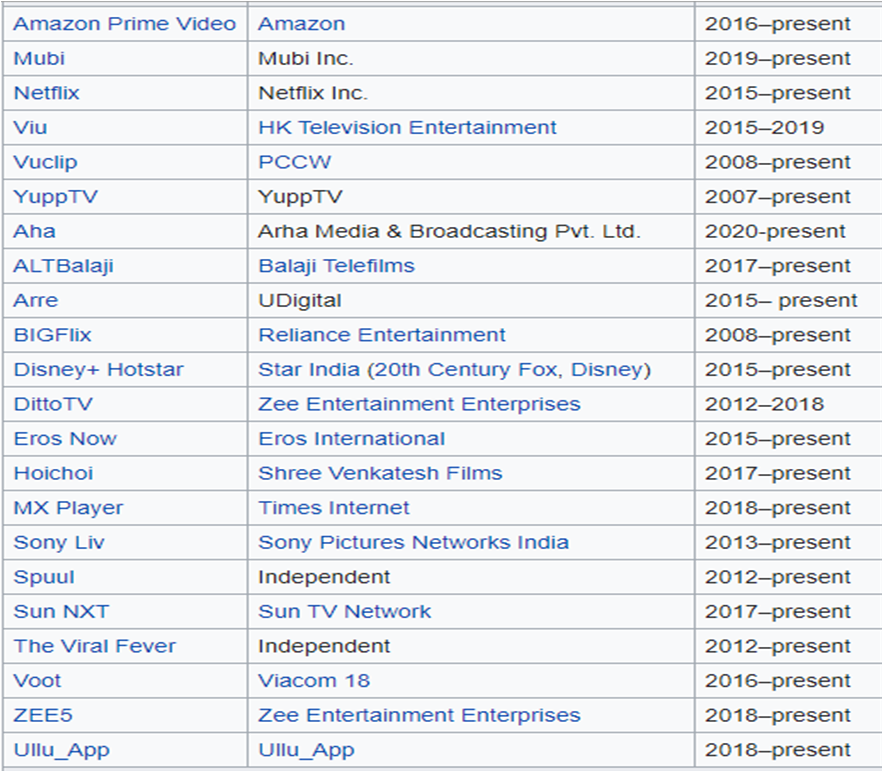 Amazon Prime Video Amazon 2016–present
Mubi Mubi Inc. 2019–present
Netflix Netflix Inc. 2015–present
Viu HK Television Entertainment 2015–2019
Vuclip PCCW 2008–present
YuppTV YuppTV 2007–present
Aha Arha Media & Broadcasting Pvt. Ltd. 2020-present
ALTBalaji Balaji Telefilms 2017–present
Arre UDigital 2015– present
BIGFlix Reliance Entertainment 2008–present
Disney+ Hotstar Star India (20th Century Fox, Disney) 2015–present
DittoTV Zee Entertainment Enterprises 2012–2018
Eros Now Eros International 2015–present
Hoichoi Shree Venkatesh Films 2017–present
MX Player Times Internet 2018–present
Sony Liv Sony Pictures Networks India 2013–present
Spuul Independent 2012–present
Sun NXT Sun TV Network 2017–present
The Viral Fever Independent 2012–present
Voot Viacom 18 2016–present
ZEE5 Zee Entertainment Enterprises 2018–present
Ullu_App Ullu_App 2018–present